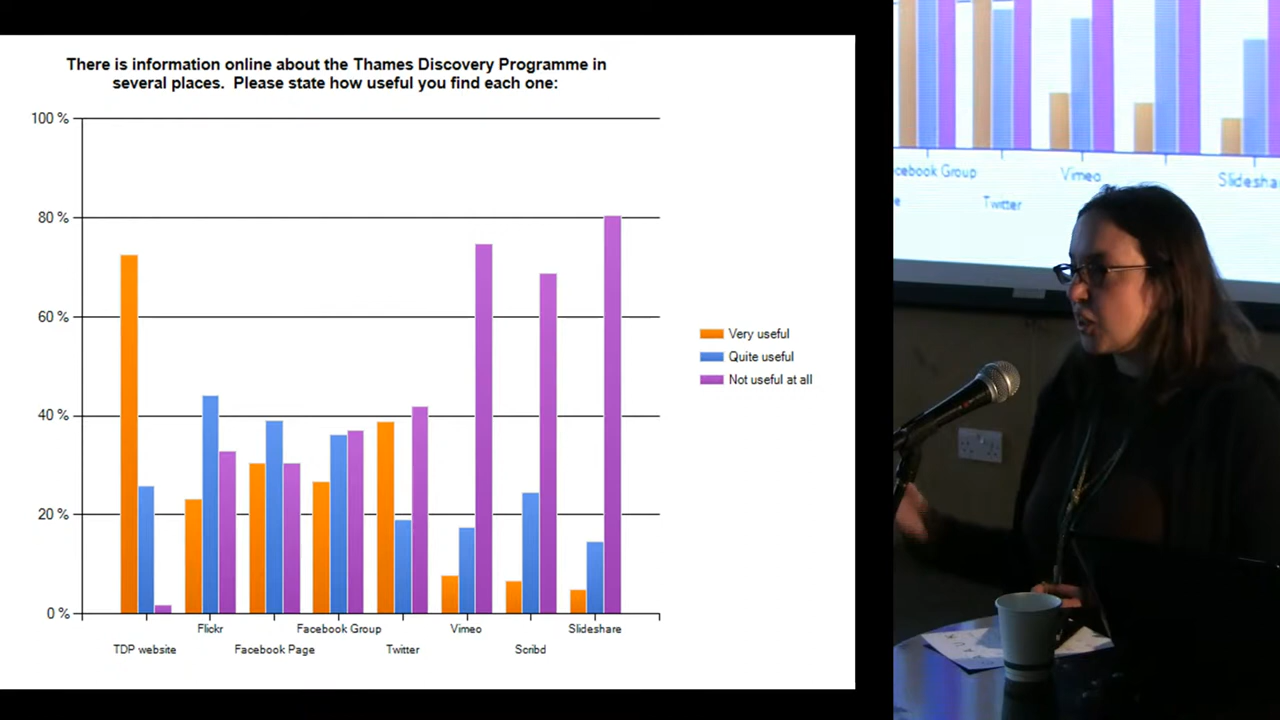 There is information online about the Thames Discovery Programme in
several places.  Please state how useful you find each one:
100 %
80 %
60 %
40 %
20 %
0 %
Very useful
Quite useful
Not useful at all
Flickr
Facebook Group
Vimeo
Slideshare
TDP website
Facebook Page
Twitter
Scribd
Group
Vimeo
Twitter